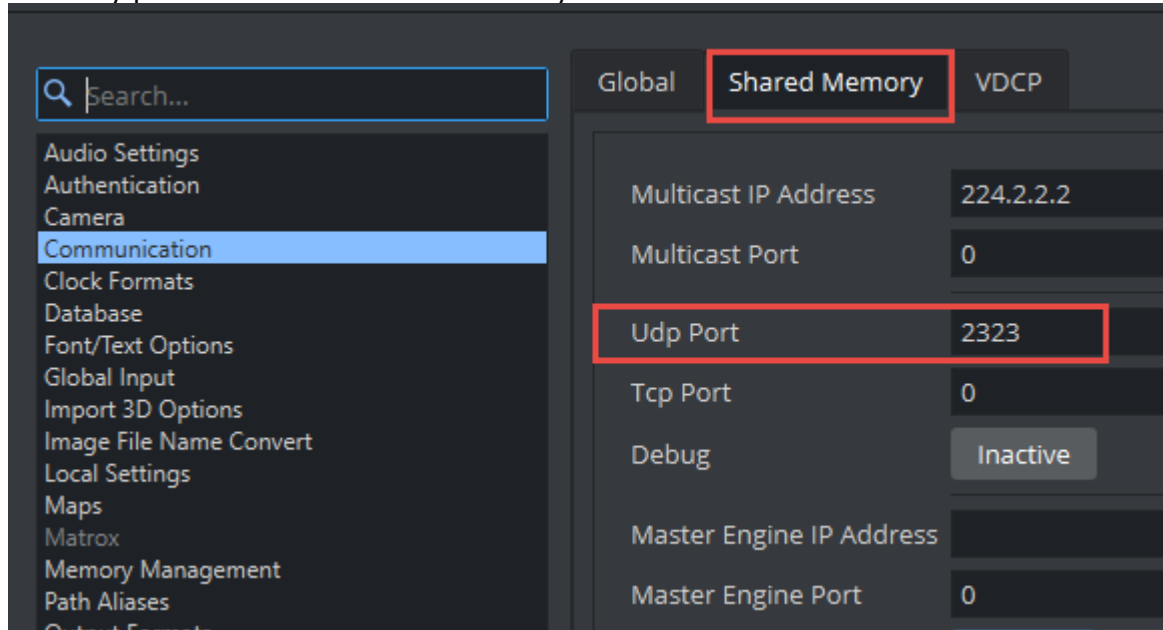 Search...
Audio Settings
Authentication
Camera
Communication
Clock Formats
Database
Font/Text Options
Global Input
Import 3D Options
Image File Name Convert
Local Settings
Maps
Matrox
Memory Management
Path Aliases
Global Shared Memory VDCP
Multicast IP Address 224.2.2.2
Multicast Port 0
Udp Port 2323
Tcp Port 0
Debug Inactive
Master Engine IP Address
Master Engine Port 0